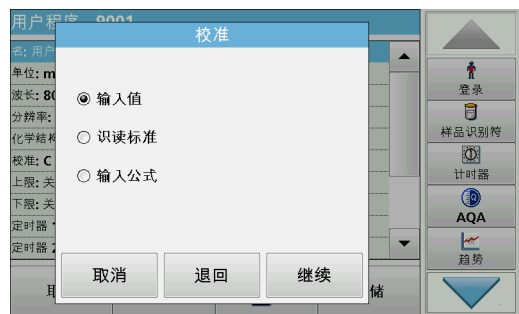 用户程序 9001
校准
名: 用户
单位: m
波长: 80
分辨率:
化学结构
校准: C
上限: 关
下限: 关
定时器
定时器
输入值
识读标准
输入公式
取消
退回
继续
储
登录
样品识别符
计时器
AQA
趋势